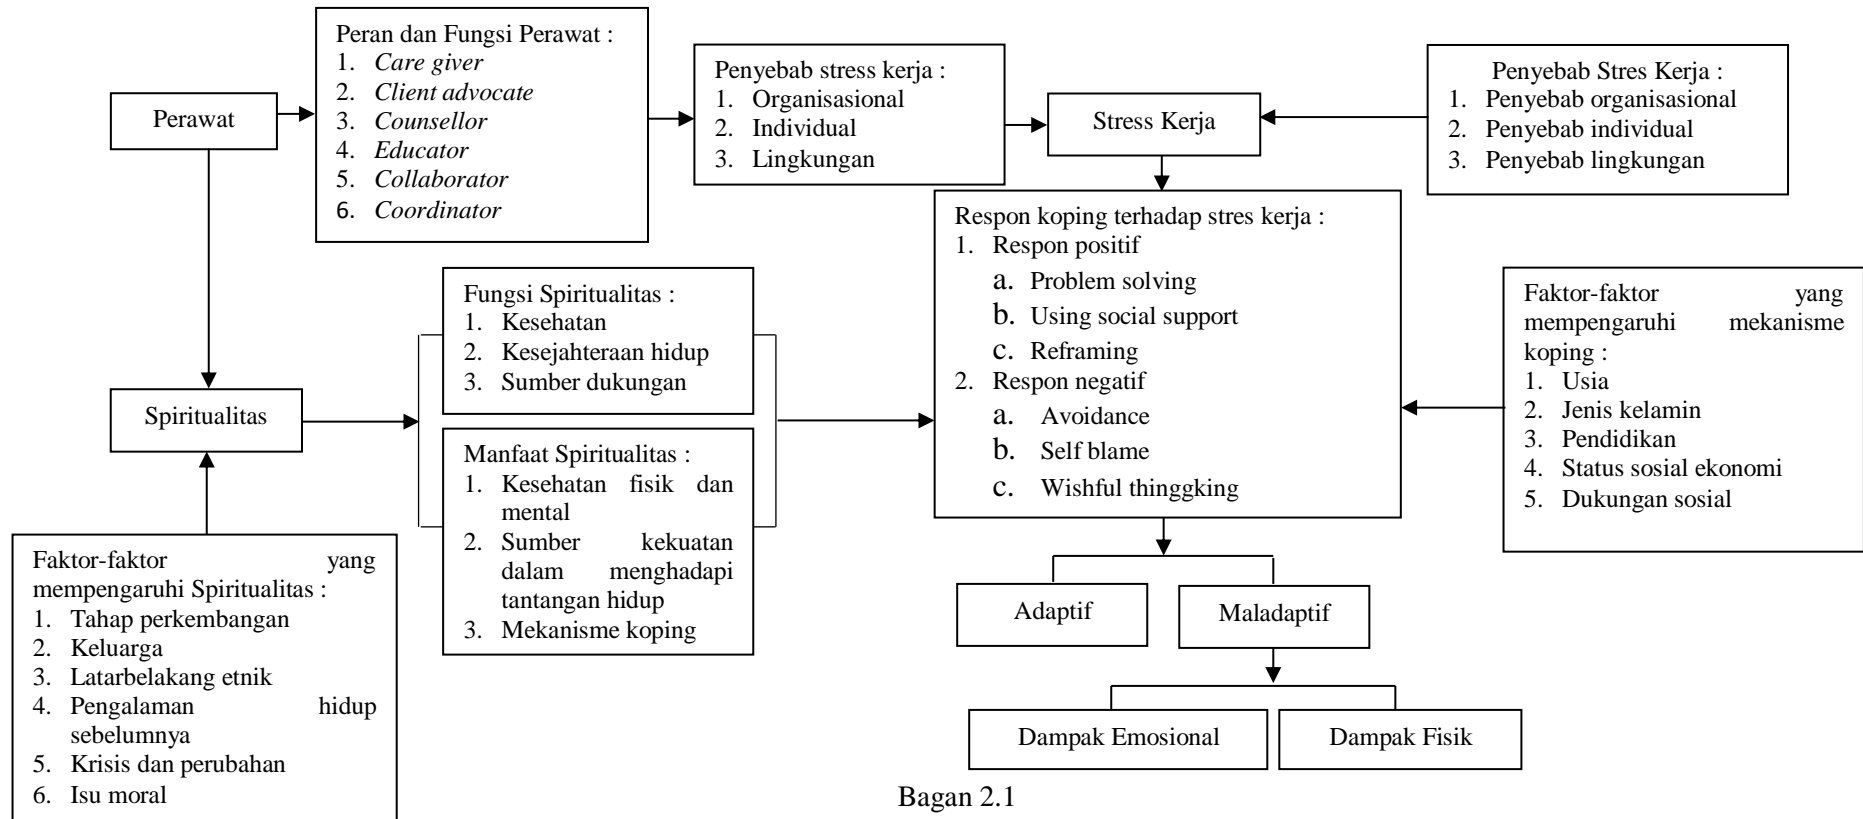 Perawat
Peran dan Fungsi Perawat :
1. Care giver
2. Client advocate
3. Counsellor
4. Educator
5. Collaborator
6. Coordinator
Penyebab stress kerja :
1. Organisasional
2. Individual
3. Lingkungan
Stress Kerja
Penyebab Stres Kerja :
1. Penyebab organisasional
2. Penyebab individual
3. Penyebab lingkungan
Spiritualitas
Fungsi Spiritualitas :
1. Kesehatan
2. Kesejahteraan hidup
3. Sumber dukungan
Manfaat Spiritualitas :
1. Kesehatan fisik dan
mental
2. Sumber kekuatan
dalam menghadapi
tantangan hidup
3. Mekanisme koping
Respon koping terhadap stres kerja :
1. Respon positif
a. Problem solving
b. Using social support
c. Reframing
2. Respon negatif
a. Avoidance
b. Self blame
c. Wishful thinggking
Faktor-faktor yang
mempengaruhi mekanisme
koping :
1. Usia
2. Jenis kelamin
3. Pendidikan
4. Status sosial ekonomi
5. Dukungan sosial
Faktor-faktor yang
mempengaruhi Spiritualitas :
1. Tahap perkembangan
2. Keluarga
3. Latarbelakang etnik
4. Pengalaman hidup
sebelumnya
5. Krisis dan perubahan
6. Isu moral
Adaptif
Maladaptif
Dampak Emosional
Dampak Fisik
Bagan 2.1